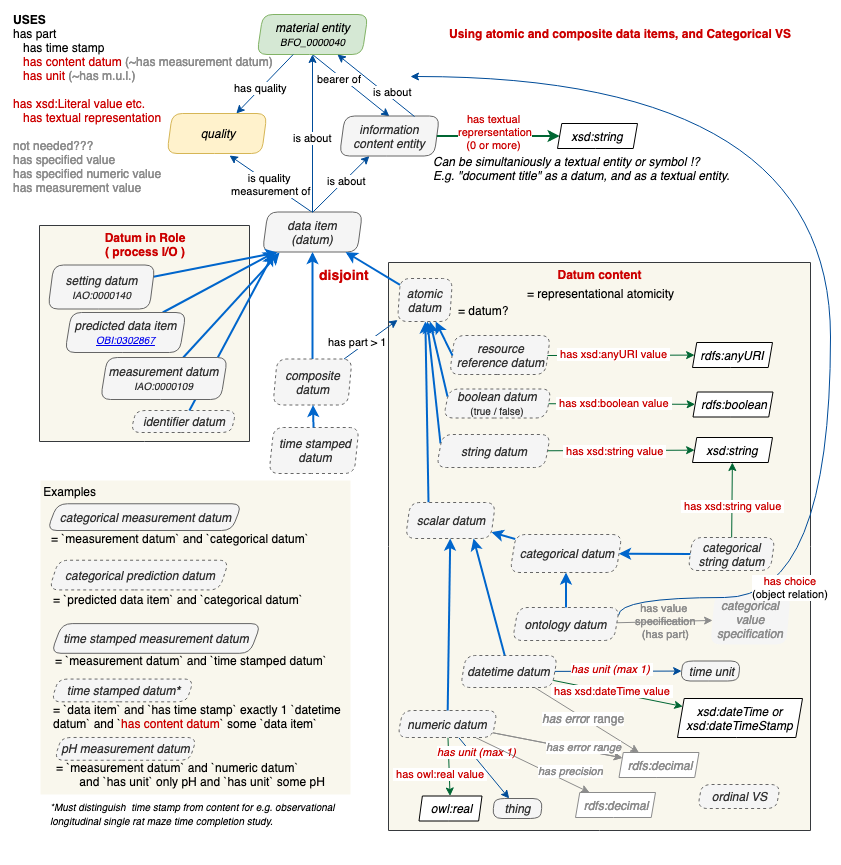 USES
has part
has time stamp
has content datum (~has measurement datum)
has unit (~has m.u.l.)
has xsd:Literal value etc.
has textual representation
not needed???
has specified value
has specified numeric value
has measurement value
material entity
BFO_0000040
Using atomic and composite data items, and Categorical VS
has quality
bearer of
is about
quality
is about
information
content entity
has textual
reprersentation
(0 or more)
xsd:string
Can be simultaniously a textual entity or symbol !?
E.g. "document title" as a datum, and as a textual entity.
is quality
measurement of
is about
data item
(datum)
Datum in Role
( process I/O )
setting datum
IAO:0000140
predicted data item
OBI:0302867
measurement datum
IAO:0000109
identifier datum
disjoint
has part > 1
composite
datum
time stamped
datum
Datum content
atomic
datum
= representational atomicity
= datum?
resource
reference datum
has xsd:anyURI value
rdfs:anyURI
boolean datum
(true / false)
has xsd:boolean value
rdfs:boolean
string datum
has xsd:string value
xsd:string
has xsd:string value
scalar datum
categorical datum
categorical
string datum
has choice
(object relation)
ontology datum
has value
specification
(has part)
categorical
value
specification
datetime datum
has unit (max 1)
time unit
has xsd:dateTime value
xsd:dateTime or
xsd:dateTimeStamp
numeric datum
has error range
has unit (max 1)
has error range
has owl:real value
has precision
rdfs:decimal
owl:real
thing
rdfs:decimal
ordinal VS
Examples
categorical measurement datum
= `measurement datum` and `categorical datum`
categorical prediction datum
= `predicted data item` and `categorical datum`
time stamped measurement datum
= `measurement datum` and `time stamped datum`
time stamped datum*
= `data item` and `has time stamp` exactly 1 `datetime
datum` and `has content datum` some `data item`
pH measurement datum
= `measurement datum` and `numeric datum`
and `has unit` only pH and `has unit` some pH
*Must distinguish time stamp from content for e.g. observational
longitudinal single rat maze time completion study.